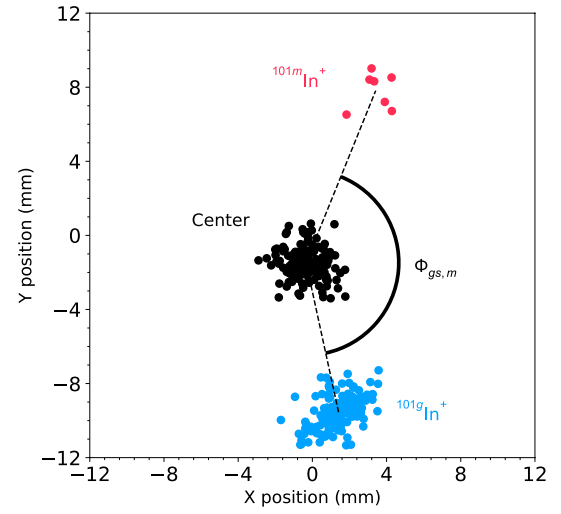 12
8
4
0
−4
−8
−12
Y position (mm)
101mIn+
Center
Φgs, m
101gIn+
−12
−8
−4
0
4
8
12
X position (mm)